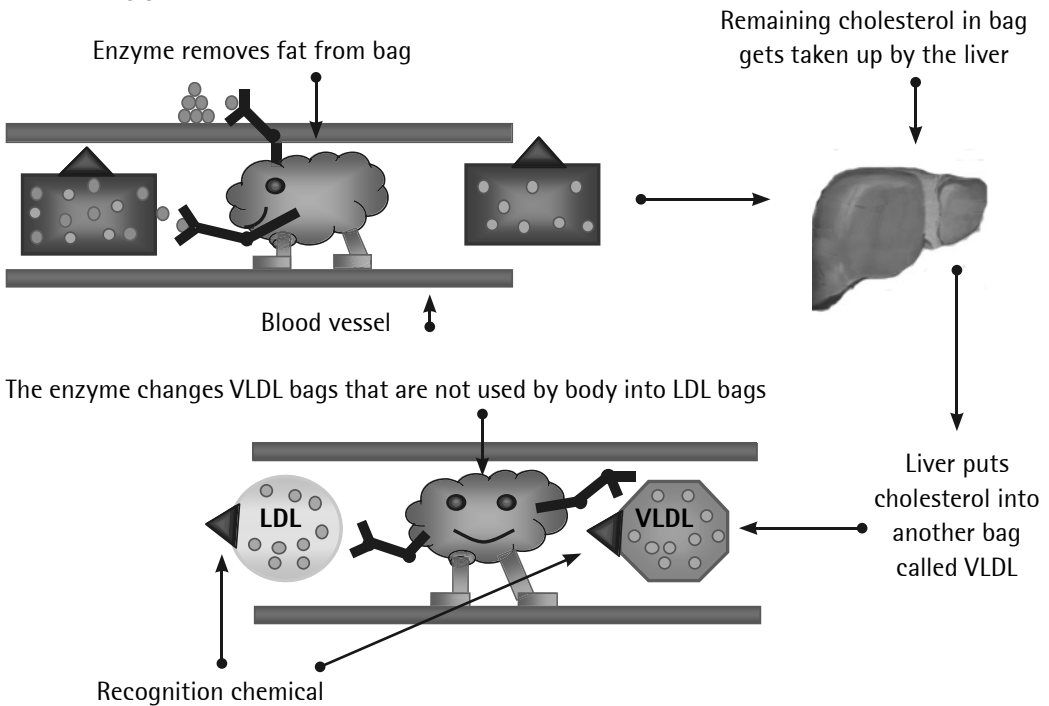 Remaining cholesterol in bag
gets taken up by the liver
Enzyme removes fat from bag
Blood vessel
The enzyme changes VLDL bags that are not used by body into LDL bags
LDL
VLDL
Liver puts
cholesterol into
another bag
called VLDL
Recognition chemical